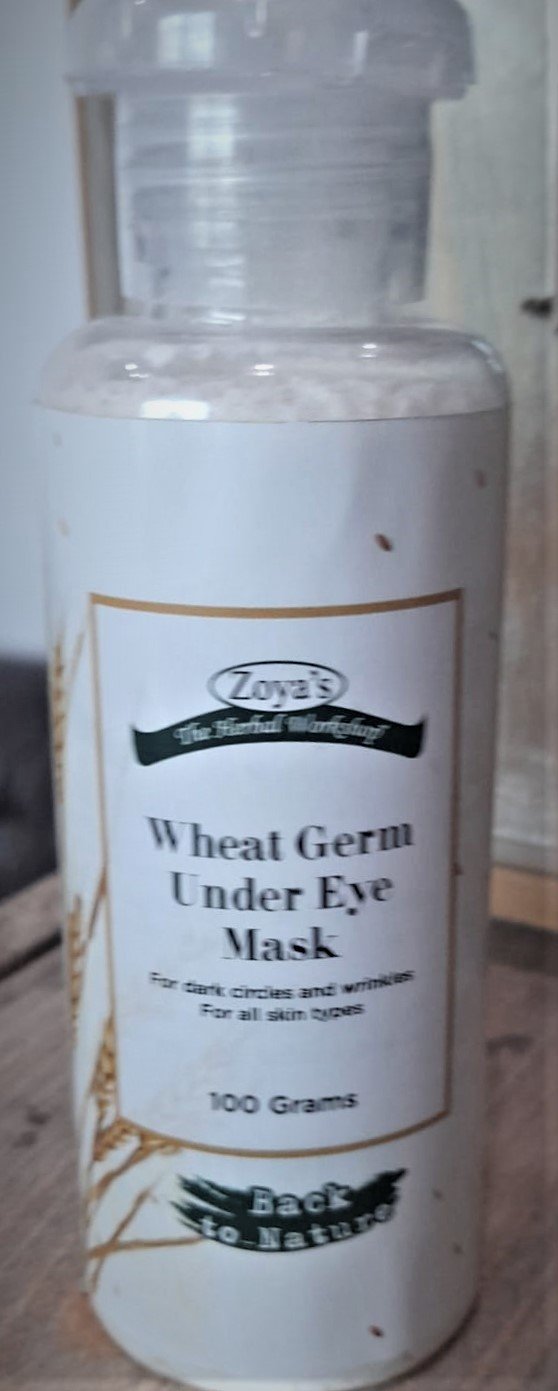 Zoya's
The Herbal Workshop
Wheat Germ
Under Eye
Mask
For dark circles and wrinkles
For all skin types
100 Grams
Back
to Nature